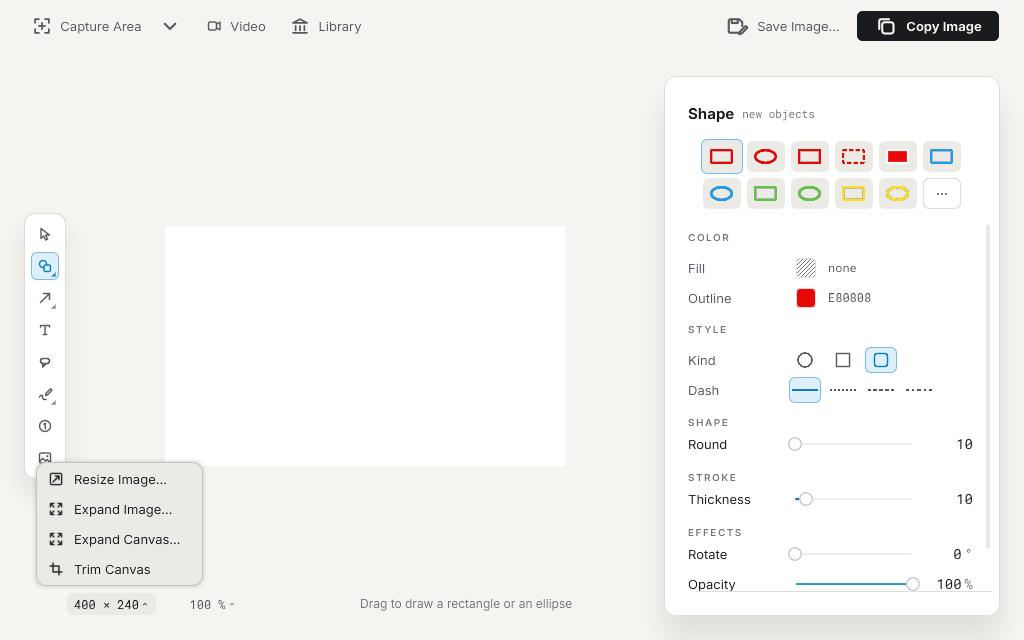 Capture Area
Video
Library
Save Image...
Copy Image
Shape new objects
...
COLOR
Fill none
Outline E80808
STYLE
Kind
Dash
SHAPE
Round 10
STROKE
Thickness 10
EFFECTS
Rotate 0 °
Opacity 100 %
Resize Image...
Expand Image...
Expand Canvas...
Trim Canvas
400 × 240
100 %
Drag to draw a rectangle or an ellipse